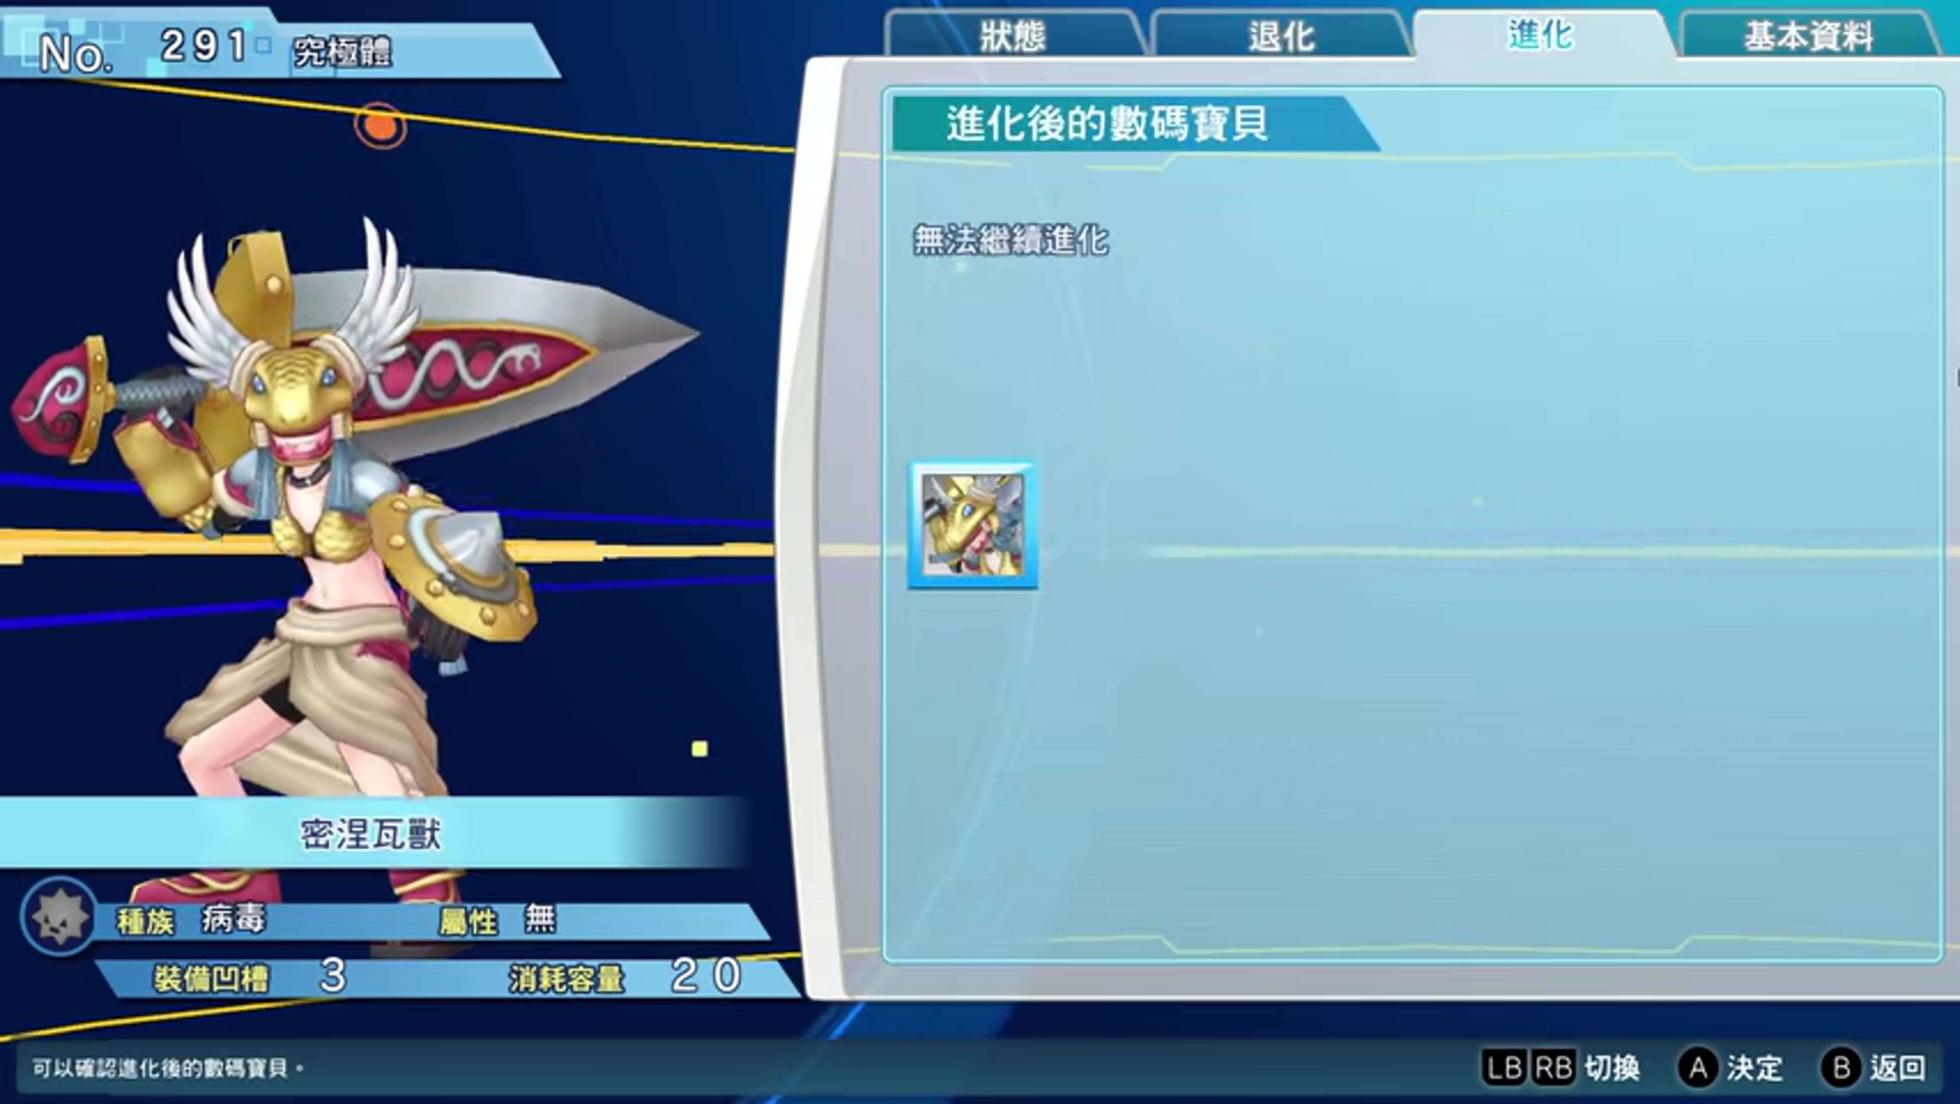 No. 291 究極體
狀態 退化 進化 基本資料
進化後的數碼寶貝
無法繼續進化
密涅瓦獸
種族 病毒 屬性 無
裝備凹槽 3 消耗容量 20
可以確認進化後的數碼寶貝。
LB RB 切換 A 決定 B 返回